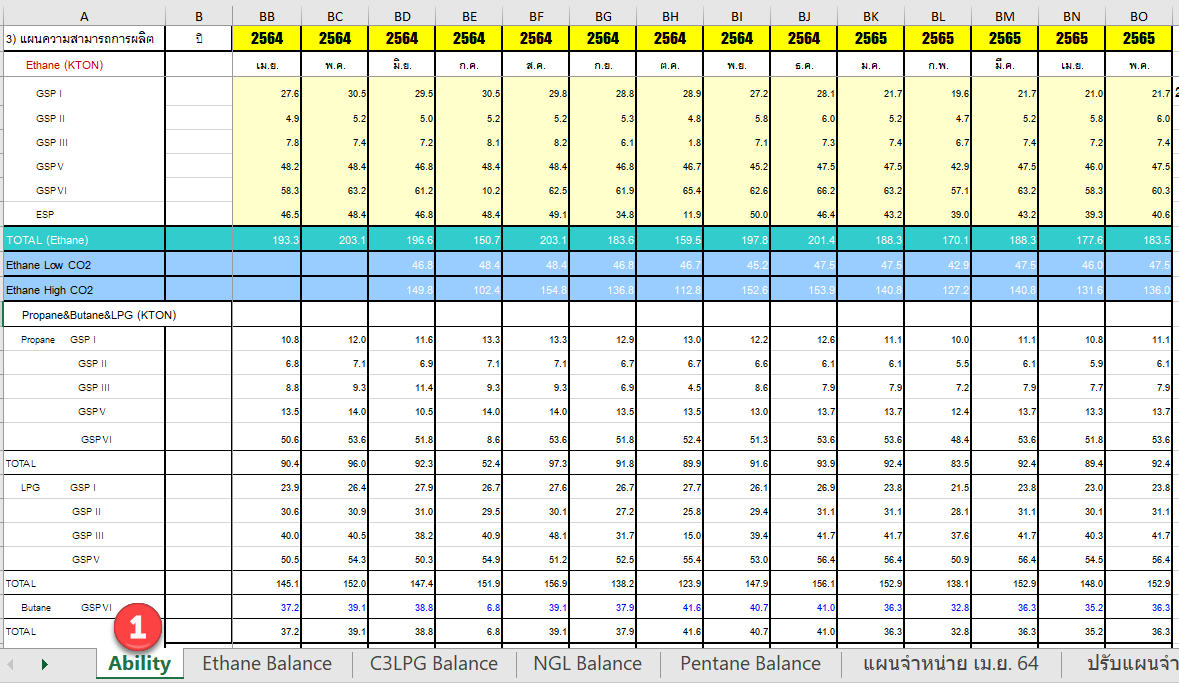 A B BB BC BD BE BF BG BH BI BJ BK BL BM BN BO
3) แผนความสามารถการผลิต ปี 2564 2564 2564 2564 2564 2564 2564 2564 2564 2565 2565 2565 2565 2565
Ethane (KTON) เม.ย. พ.ค. มิ.ย. ก.ค. ส.ค. ก.ย. ต.ค. พ.ย. ธ.ค. ม.ค. ก.พ. มี.ค. เม.ย. พ.ค.
GSP I 27.6 30.5 29.5 30.5 29.8 28.8 28.9 27.2 28.1 21.7 19.6 21.7 21.0 21.7 2
GSP II 4.9 5.2 5.0 5.2 5.2 5.3 4.8 5.8 6.0 5.2 4.7 5.2 5.8 6.0
GSP III 7.8 7.4 7.2 8.1 8.2 6.1 1.8 7.1 7.3 7.4 6.7 7.4 7.2 7.4
GSP V 48.2 48.4 46.8 48.4 48.4 46.8 46.7 45.2 47.5 47.5 42.9 47.5 46.0 47.5
GSP VI 58.3 63.2 61.2 10.2 62.5 61.9 65.4 62.6 66.2 63.2 57.1 63.2 58.3 60.3
ESP 46.5 48.4 46.8 48.4 49.1 34.8 11.9 50.0 46.4 43.2 39.0 43.2 39.3 40.6
TOTAL (Ethane) 193.3 203.1 196.6 150.7 203.1 183.6 159.5 197.8 201.4 188.3 170.1 188.3 177.6 183.5
Ethane Low CO2 46.8 48.4 48.4 46.8 46.7 45.2 47.5 47.5 42.9 47.5 46.0 47.5
Ethane High CO2 149.8 102.4 154.8 136.8 112.8 152.6 153.9 140.8 127.2 140.8 131.6 136.0
Propane&Butane&LPG (KTON)
Propane GSP I 10.8 12.0 11.6 13.3 13.3 12.9 13.0 12.2 12.6 11.1 10.0 11.1 10.8 11.1
GSP II 6.8 7.1 6.9 7.1 7.1 6.7 6.7 6.6 6.1 6.1 5.5 6.1 5.9 6.1
GSP III 8.8 9.3 11.4 9.3 9.3 6.9 4.5 8.6 7.9 7.9 7.2 7.9 7.7 7.9
GSP V 13.5 14.0 10.5 14.0 14.0 13.5 13.5 13.0 13.7 13.7 12.4 13.7 13.3 13.7
GSP VI 50.6 53.6 51.8 8.6 53.6 51.8 52.4 51.3 53.6 53.6 48.4 53.6 51.8 53.6
TOTAL 90.4 96.0 92.3 52.4 97.3 91.8 89.9 91.6 93.9 92.4 83.5 92.4 89.4 92.4
LPG GSP I 23.9 26.4 27.9 26.7 27.6 26.7 27.7 26.1 26.9 23.8 21.5 23.8 23.0 23.8
GSP II 30.6 30.9 31.0 29.5 30.1 27.2 25.8 29.4 31.1 31.1 28.1 31.1 30.1 31.1
GSP III 40.0 40.5 38.2 40.9 48.1 31.7 15.0 39.4 41.7 41.7 37.6 41.7 40.3 41.7
GSP V 50.5 54.3 50.3 54.9 51.2 52.5 55.4 53.0 56.4 56.4 50.9 56.4 54.5 56.4
TOTAL 145.1 152.0 147.4 151.9 156.9 138.2 123.9 147.9 156.1 152.9 138.1 152.9 148.0 152.9
Butane GSP VI 37.2 39.1 38.8 6.8 39.1 37.9 41.6 40.7 41.0 36.3 32.8 36.3 35.2 36.3
TOTAL 37.2 39.1 38.8 6.8 39.1 37.9 41.6 40.7 41.0 36.3 32.8 36.3 35.2 36.3
1
Ability Ethane Balance C3LPG Balance NGL Balance Pentane Balance แผนจำหน่าย เม.ย. 64 ปรับแผนจำ